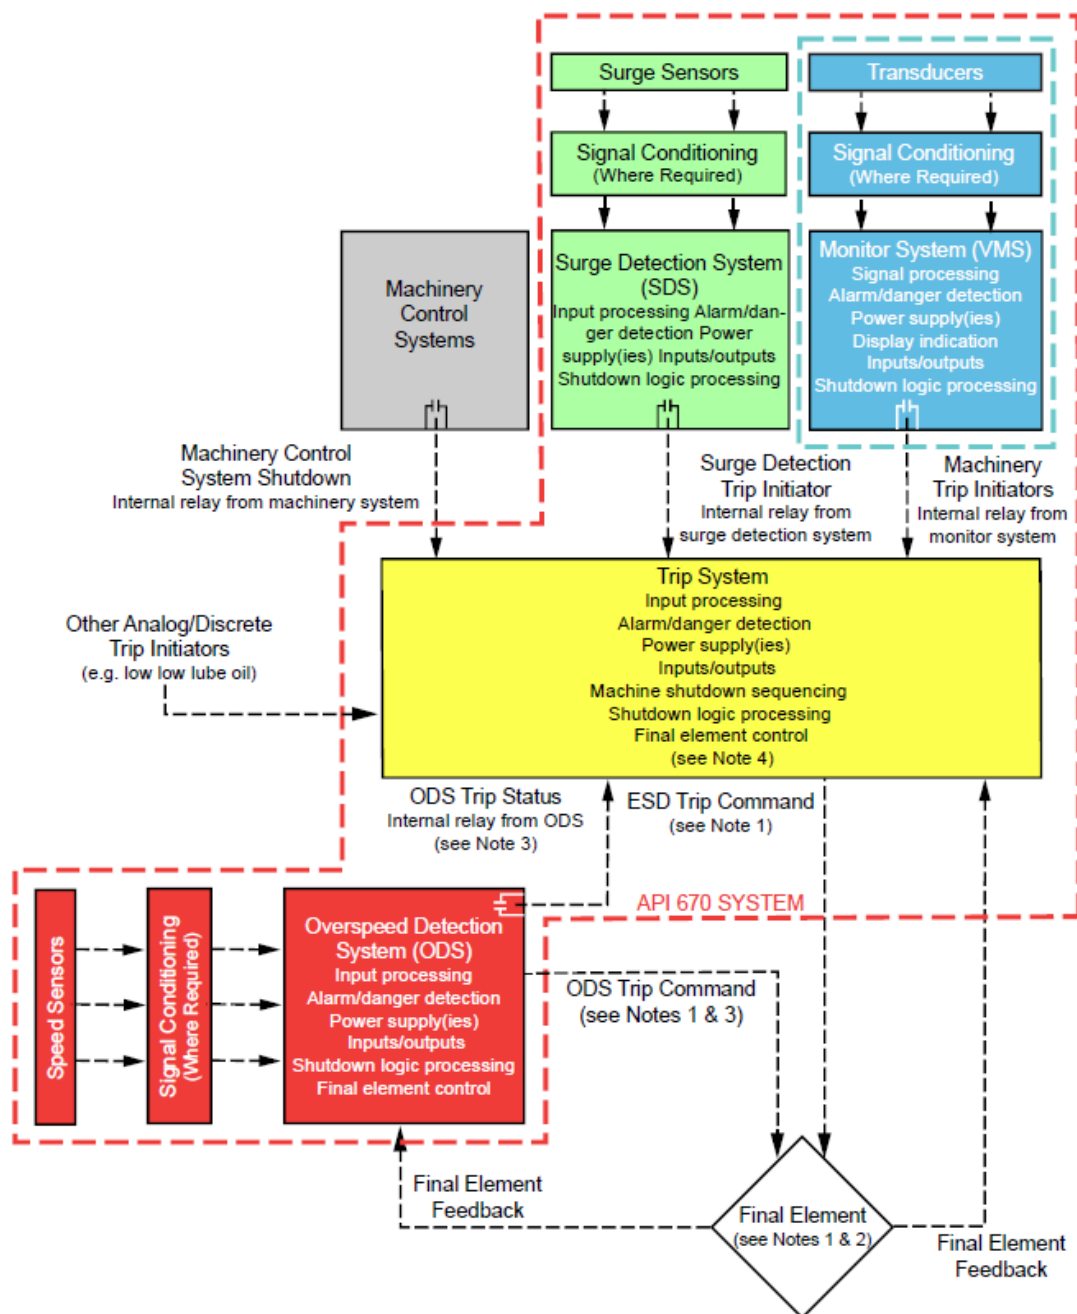 Surge Sensors
Transducers
Signal Conditioning
(Where Required)
Signal Conditioning
(Where Required)
Machinery
Control
Systems
Surge Detection System
(SDS)
Input processing Alarm/dan-
ger detection Power
supply(ies) Inputs/outputs
Shutdown logic processing
Monitor System (VMS)
Signal processing
Alarm/danger detection
Power supply(ies)
Display indication
Inputs/outputs
Shutdown logic processing
Machinery Control
System Shutdown
Internal relay from machinery system
Surge Detection
Trip Initiator
Internal relay from
surge detection system
Machinery
Trip Initiators
Internal relay from
monitor system
Other Analog/Discrete
Trip Initiators
(e.g. low low lube oil)
Trip System
Input processing
Alarm/danger detection
Power supply(ies)
Inputs/outputs
Machine shutdown sequencing
Shutdown logic processing
Final element control
(see Note 4)
ODS Trip Status
Internal relay from ODS
(see Note 3)
ESD Trip Command
(see Note 1)
API 670 SYSTEM
Speed Sensors
Signal Conditioning
(Where Required)
Overspeed Detection
System (ODS)
Input processing
Alarm/danger detection
Power supply(ies)
Inputs/outputs
Shutdown logic processing
Final element control
ODS Trip Command
(see Notes 1 & 3)
Final Element
Feedback
Final Element
(see Notes 1 & 2)
Final Element
Feedback